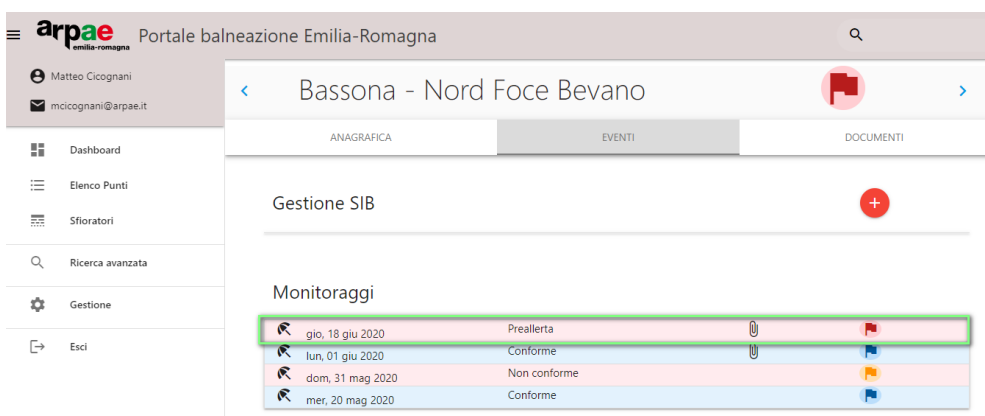 arpae
emilia-romagna
Portale balneazione Emilia-Romagna
Matteo Cicognani
mcicognani@arpae.it
Dashboard
Elenco Punti
Sfioratori
Ricerca avanzata
Gestione
Esci
Bassona - Nord Foce Bevano
ANAGRAFICA EVENTI DOCUMENTI
Gestione SIB
Monitoraggi
gio, 18 giu 2020 Preallerta
lun, 01 giu 2020 Conforme
dom, 31 mag 2020 Non conforme
mer, 20 mag 2020 Conforme